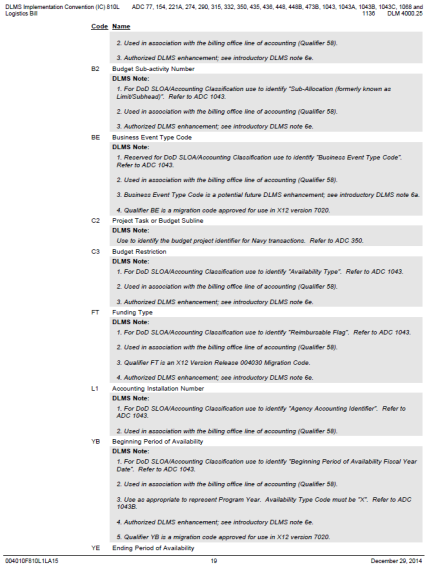 DLMS Implementation Convention (IC) 810L ADC 77, 154, 221A, 274, 290, 315, 332, 350, 435, 436, 448, 448B, 473B, 1043, 1043A, 1043B, 1043C, 1068 and
Logistics Bill 1136 DLM 4000.25
Code Name
2. Used in association with the billing office line of accounting (Qualifier 58).
3. Authorized DLMS enhancement; see introductory DLMS note 6e.
B2 Budget Sub-activity Number
DLMS Note:
1. For DoD SLOA/Accounting Classification use to identify "Sub-Allocation (formerly known as
Limit/Subhead)". Refer to ADC 1043.
2. Used in association with the billing office line of accounting (Qualifier 58).
3. Authorized DLMS enhancement; see introductory DLMS note 6e.
BE Business Event Type Code
DLMS Note:
1. Reserved for DoD SLOA/Accounting Classification use to identify "Business Event Type Code".
Refer to ADC 1043.
2. Used in association with the billing office line of accounting (Qualifier 58).
3. Business Event Type Code is a potential future DLMS enhancement; see introductory DLMS note 6a.
4. Qualifier BE is a migration code approved for use in X12 version 7020.
C2 Project Task or Budget Subline
DLMS Note:
Use to identify the budget project identifier for Navy transactions. Refer to ADC 350.
C3 Budget Restriction
DLMS Note:
1. For DoD SLOA/Accounting Classification use to identify "Availability Type". Refer to ADC 1043.
2. Used in association with the billing office line of accounting (Qualifier 58).
3. Authorized DLMS enhancement; see introductory DLMS note 6e.
FT Funding Type
DLMS Note:
1. For DoD SLOA/Accounting Classification use to identify "Reimbursable Flag". Refer to ADC 1043.
2. Used in association with the billing office line of accounting (Qualifier 58).
3. Qualifier FT is an X12 Version Release 004030 Migration Code.
4. Authorized DLMS enhancement; see introductory DLMS note 6e.
L1 Accounting Installation Number
DLMS Note:
1. For DoD SLOA/Accounting Classification use to identify "Agency Accounting Identifier". Refer to
ADC 1043.
2. Used in association with the billing office line of accounting (Qualifier 58).
YB Beginning Period of Availability
DLMS Note:
1. For DoD SLOA/Accounting Classification use to identify "Beginning Period of Availability Fiscal Year
Date". Refer to ADC 1043.
2. Used in association with the billing office line of accounting (Qualifier 58).
3. Use as appropriate to represent Program Year. Availability Type Code must be "X". Refer to ADC
1043B.
4. Authorized DLMS enhancement; see introductory DLMS note 6e.
5. Qualifier YB is a migration code approved for use in X12 version 7020.
YE Ending Period of Availability
004010F810L1LA15 19 December 29, 2014